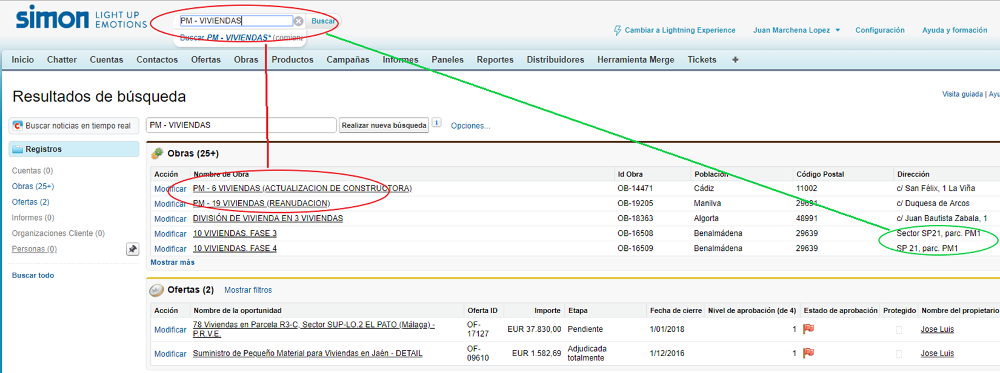 simon LIGHT UP EMOTIONS
PM - VIVIENDAS Buscar
Buscar PM - VIVIENDAS* (comienz
Cambiar a Lightning Experience Juan Marchena Lopez Configuración Ayuda y formación
Inicio Chatter Cuentas Contactos Ofertas Obras Productos Campañas Informes Paneles Reportes Distribuidores Herramienta Merge Tickets +
Resultados de búsqueda
Visita guiada | Ayu
Buscar noticias en tiempo real
PM - VIVIENDAS Realizar nueva búsqueda i Opciones...
Registros
Cuentas (0)
Obras (25+)
Ofertas (2)
Informes (0)
Organizaciones Cliente (0)
Personas (0)
Buscar todo
Obras (25+)
Acción Nombre de Obra Id Obra Población Código Postal Dirección
Modificar PM - 6 VIVIENDAS (ACTUALIZACION DE CONSTRUCTORA) OB-14471 Cádiz 11002 c/ San Félix, 1 La Viña
Modificar PM - 19 VIVIENDAS (REANUDACION) OB-19205 Manilva 29691 c/ Duquesa de Arcos
Modificar DIVISIÓN DE VIVIENDA EN 3 VIVIENDAS OB-18363 Algorta 48991 c/ Juan Bautista Zabala, 1
Modificar 10 VIVIENDAS. FASE 3 OB-16508 Benalmádena 29639 Sector SP21, parc. PM1
Modificar 10 VIVIENDAS. FASE 4 OB-16509 Benalmádena 29639 SP 21, parc. PM1
Mostrar más
Ofertas (2) Mostrar filtros
Acción Nombre de la oportunidad Oferta ID Importe Etapa Fecha de cierre Nivel de aprobación (de 4) Estado de aprobación Protegido Nombre del propietario
Modificar 78 Viviendas en Parcela R3-C, Sector SUP-LO.2 EL PATO (Málaga) - P.R.V.E. OF-17127 EUR 37.830,00 Pendiente 1/01/2018 1 Jose Luis
Modificar Suministro de Pequeño Material para Viviendas en Jaén - DETAIL OF-09610 EUR 1.582,69 Adjudicada totalmente 1/12/2016 1 Jose Luis